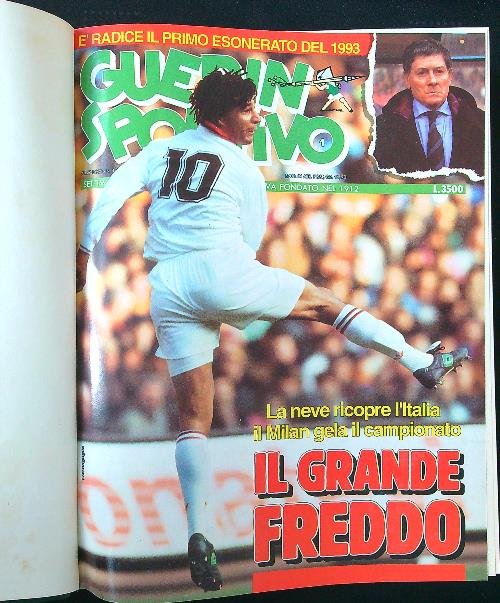 E' RADICE IL PRIMO ESONERATO DEL 1993
GUERIN
SPORTIVO
1
FONDATO NEL 1912
L.3500
10
La neve ricopre l'Italia
il Milan gela il campionato
IL GRANDE
FREDDO